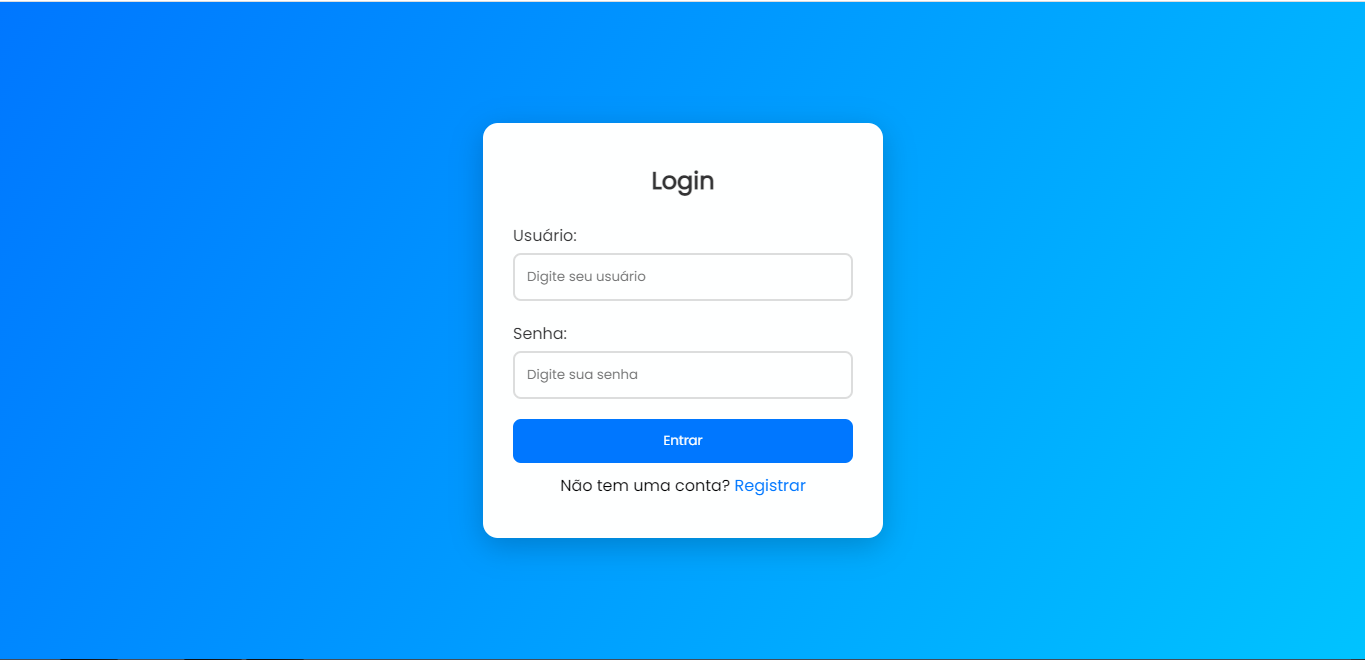 Login
Usuário:
Digite seu usuário
Senha:
Digite sua senha
Entrar
Não tem uma conta? Registrar